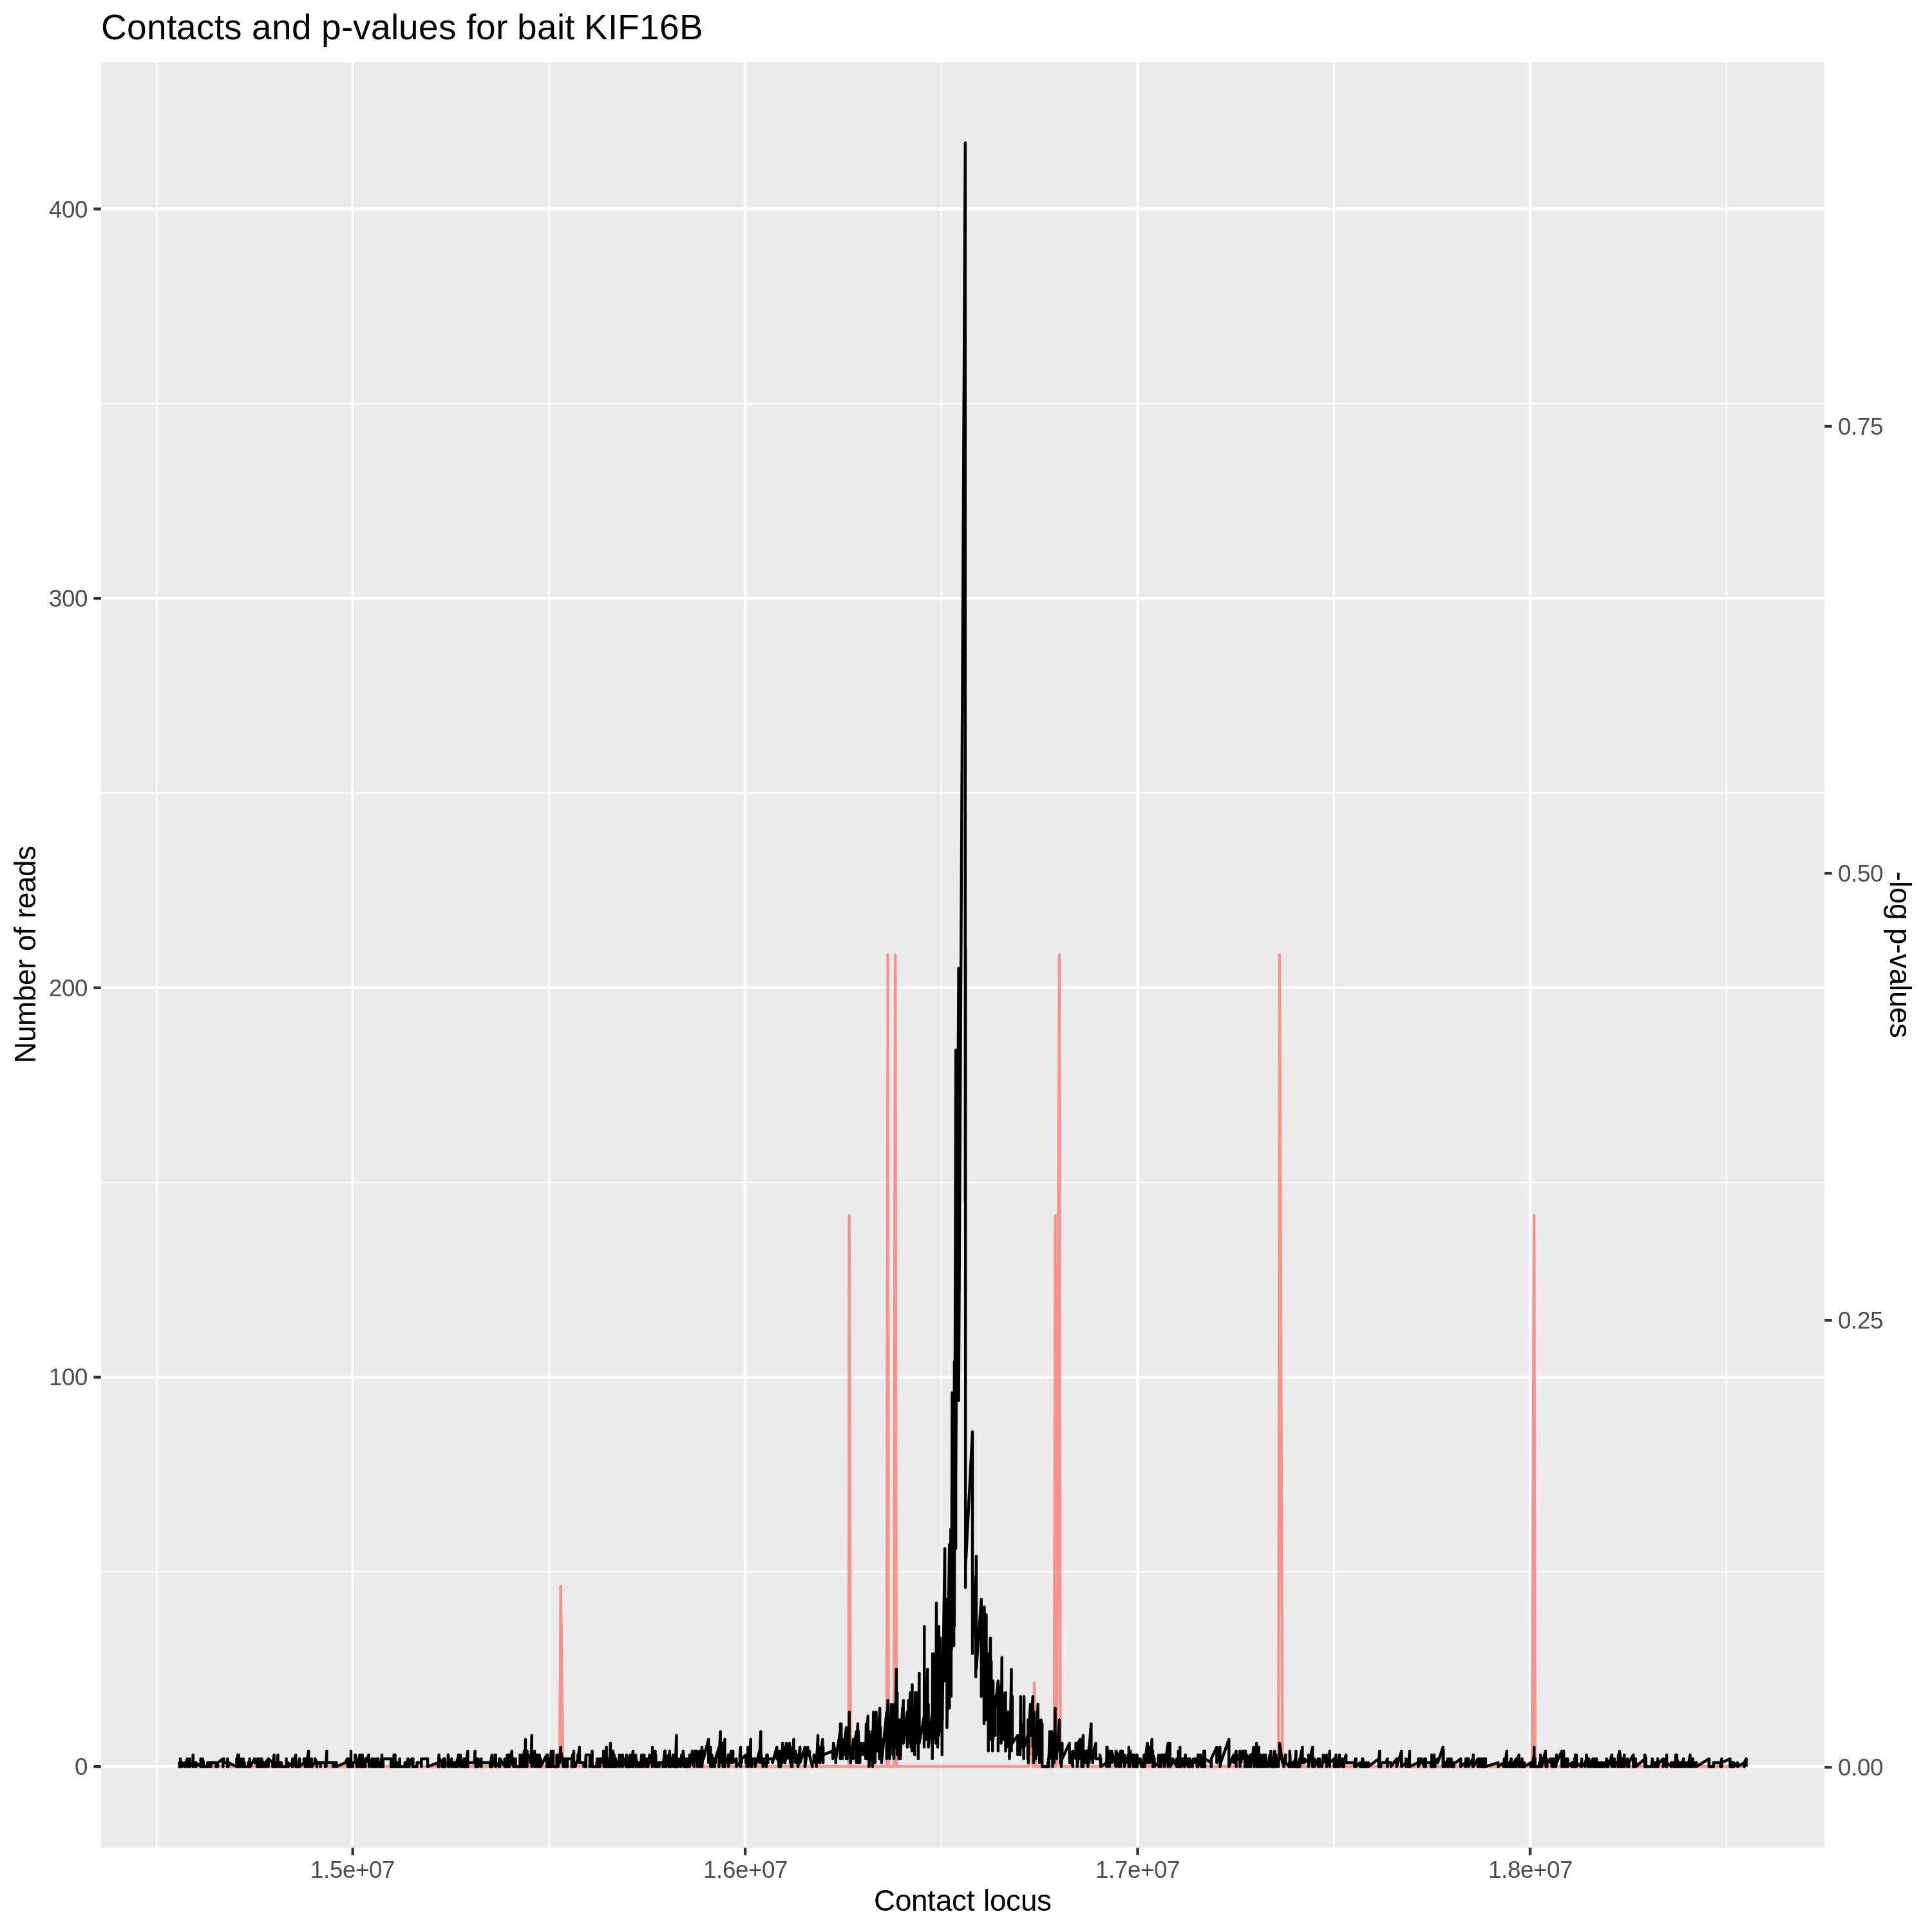 Contacts and p-values for bait KIF16B
Number of reads
400
300
200
100
0
0.75
0.50
0.25
0.00
-log p-values
1.5e+07
1.6e+07
1.7e+07
1.8e+07
Contact locus